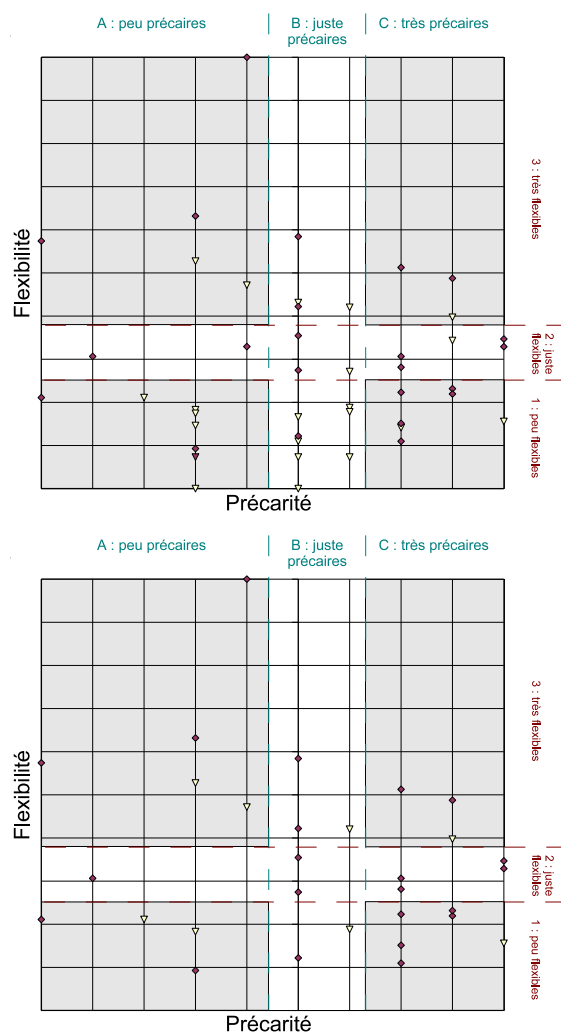 A : peu précaires
B : juste
précaires
C : très précaires
Flexibilité
3 : très flexibles
2 : juste
flexibles
1 : peu flexibles
Précarité
A : peu précaires
B : juste
précaires
C : très précaires
Flexibilité
3 : très flexibles
2 : juste
flexibles
1 : peu flexibles
Précarité